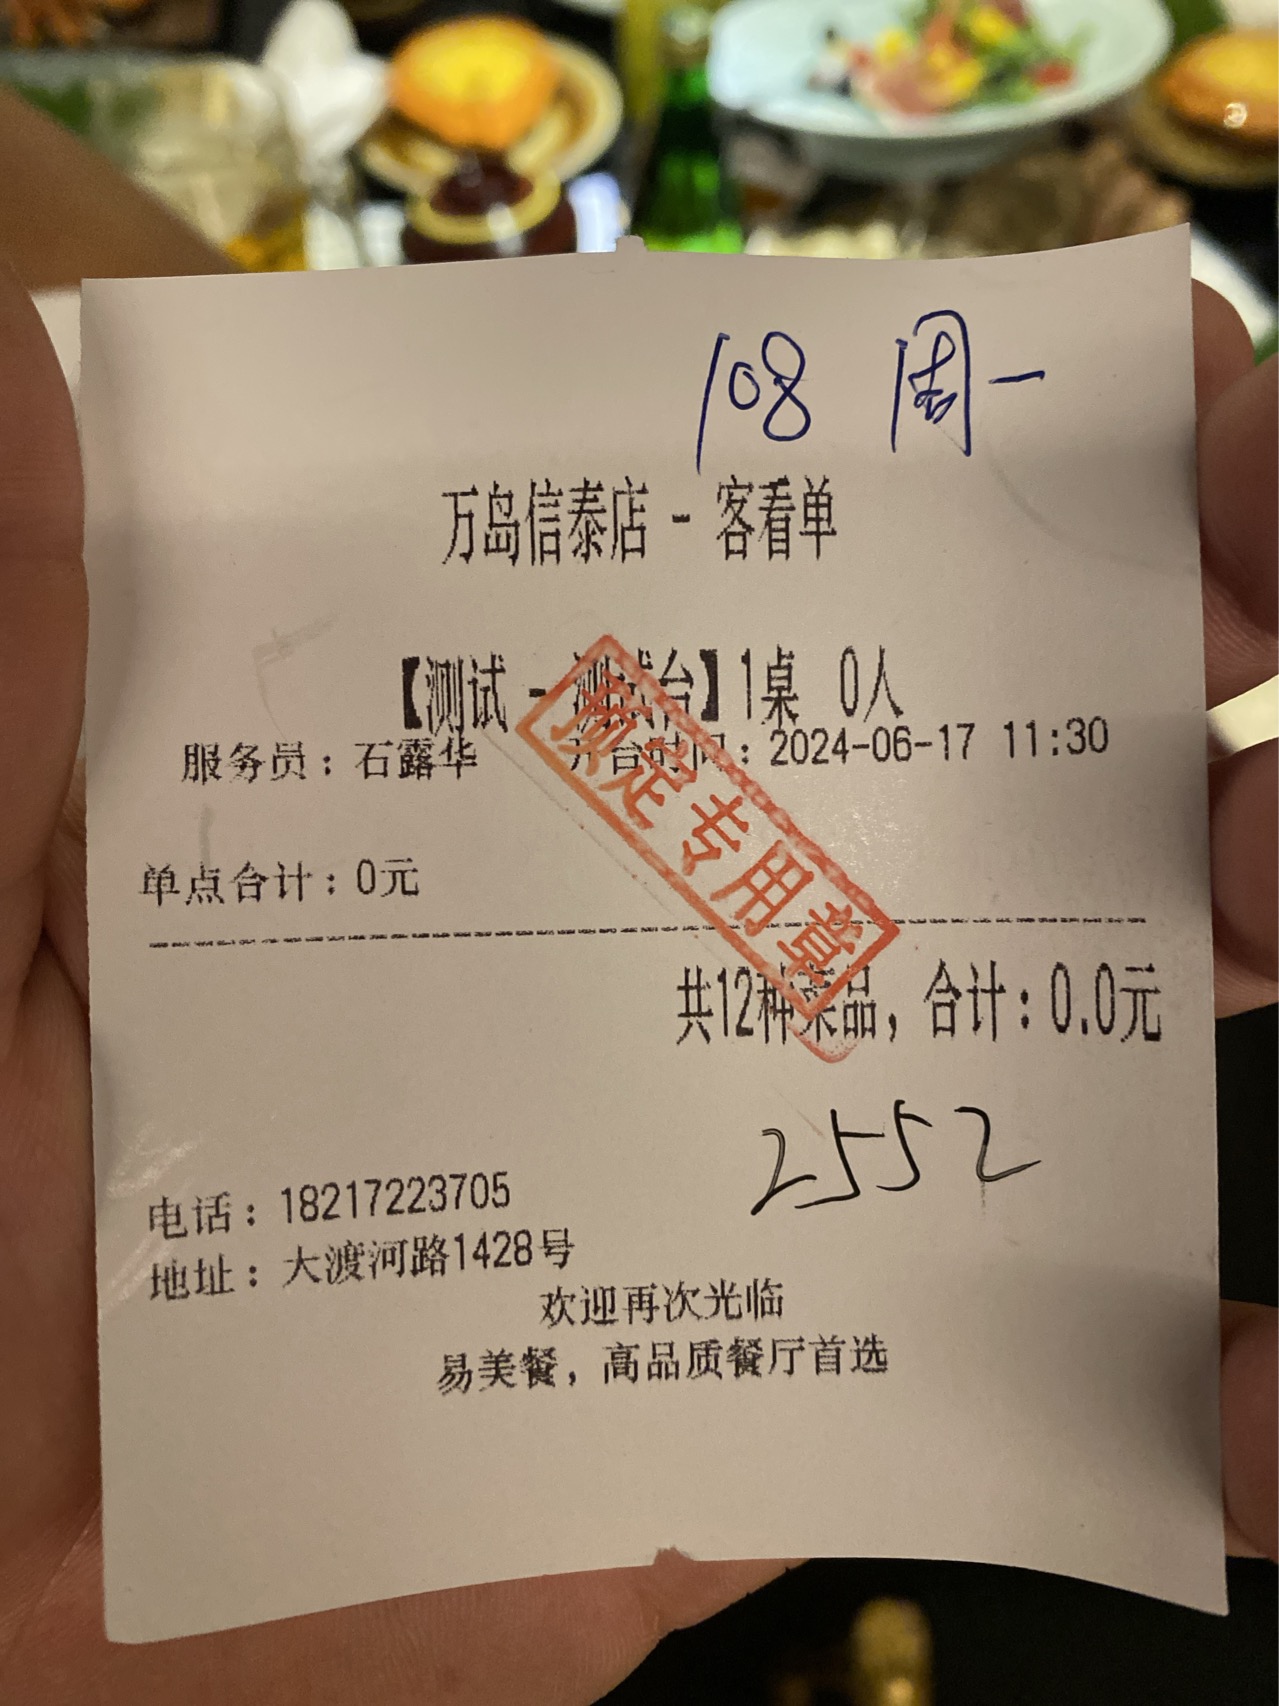 108 周一
万岛信泰店 - 客看单
【测试 - 测试台】1桌 0人
服务员：石露华 开台时间：2024-06-17 11:30
预定专用章
单点合计：0元
共12种菜品，合计：0.0元
2552
电话：18217223705
地址：大渡河路1428号
欢迎再次光临
易美餐，高品质餐厅首选